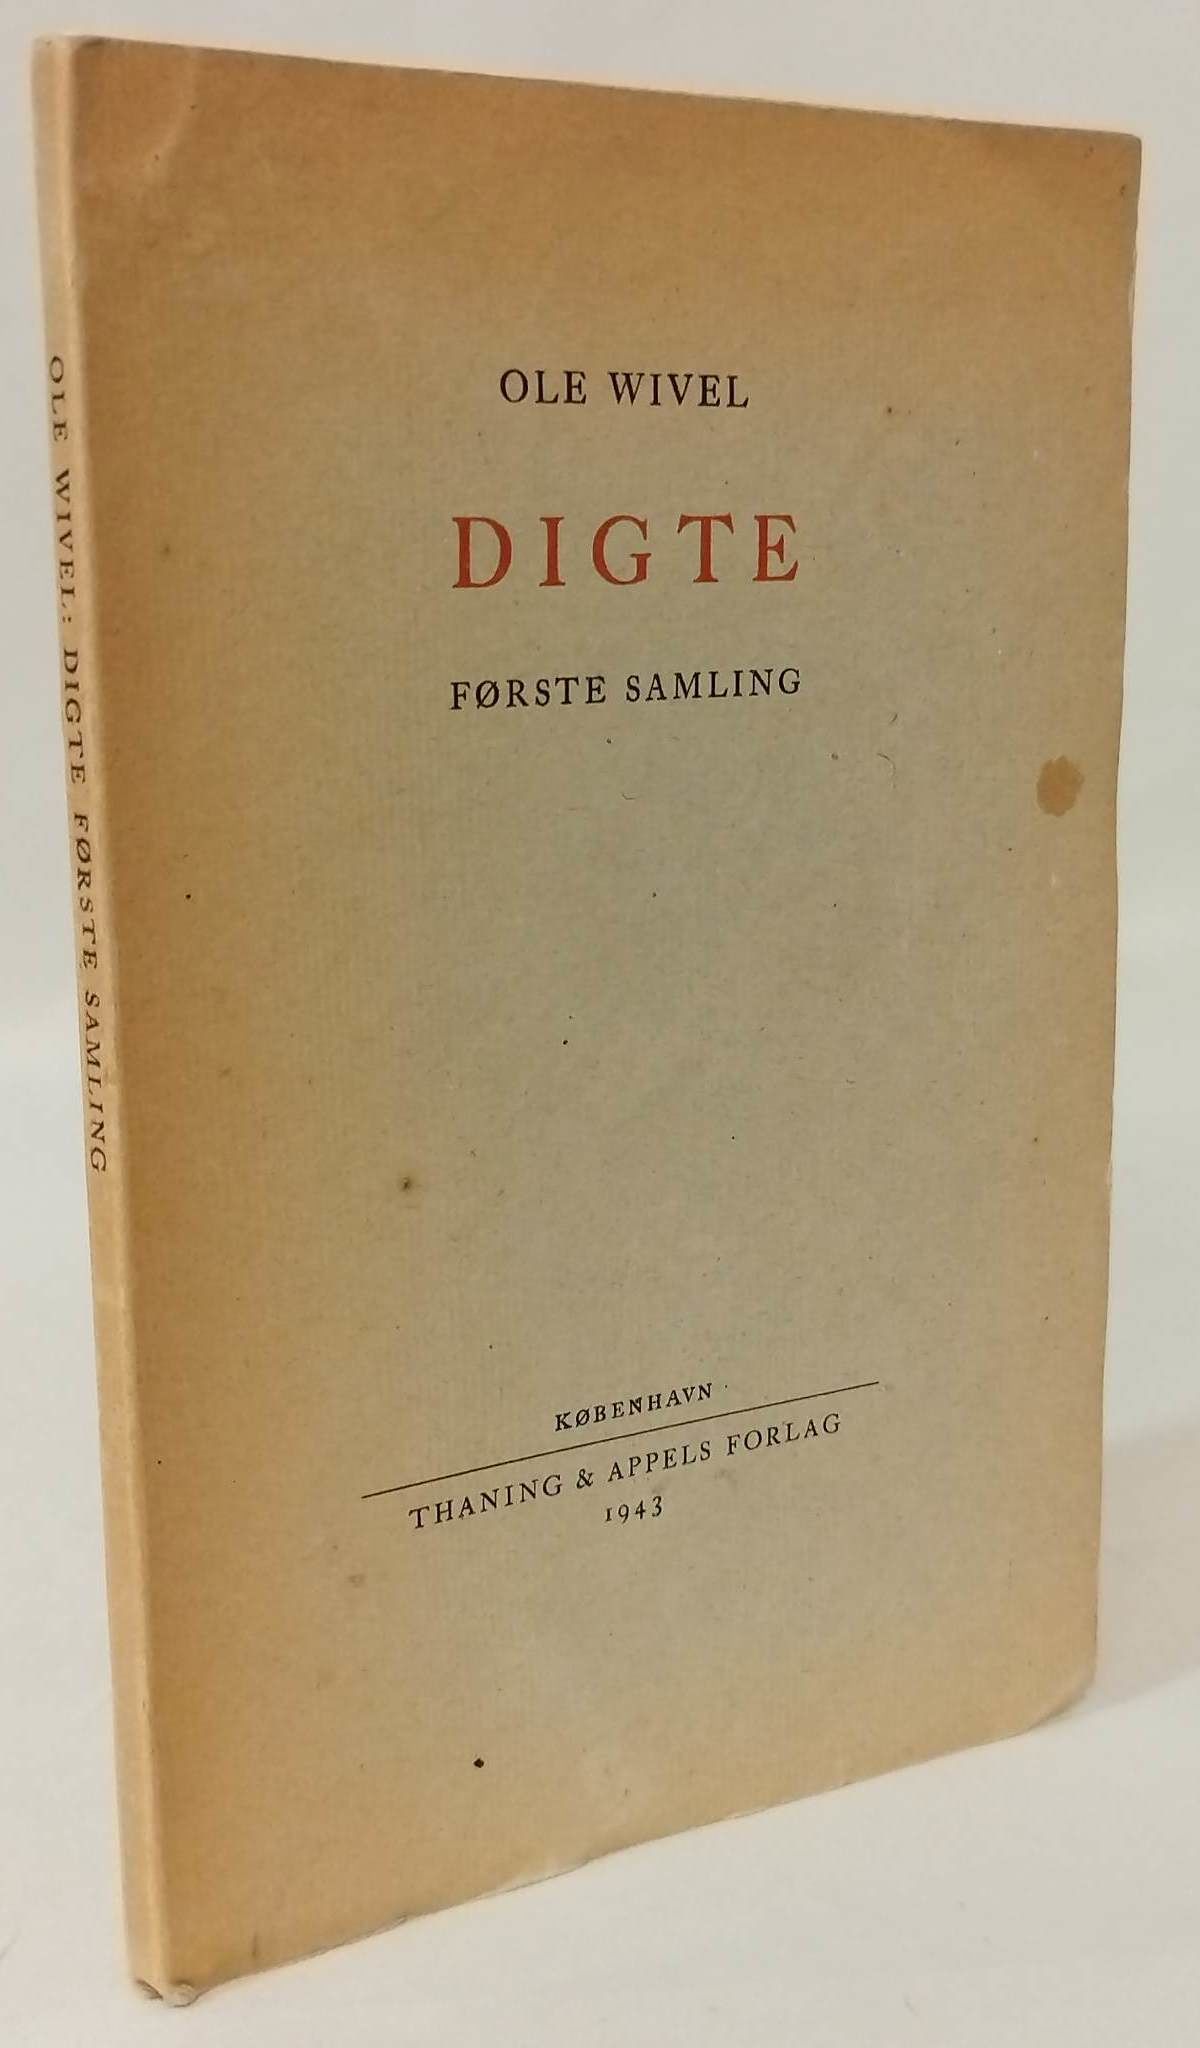 OLE WIVEL
DIGTE
FØRSTE SAMLING
KØBENHAVN
THANING & APPELS FORLAG
1943
OLE WIVEL: DIGTE FØRSTE SAMLING